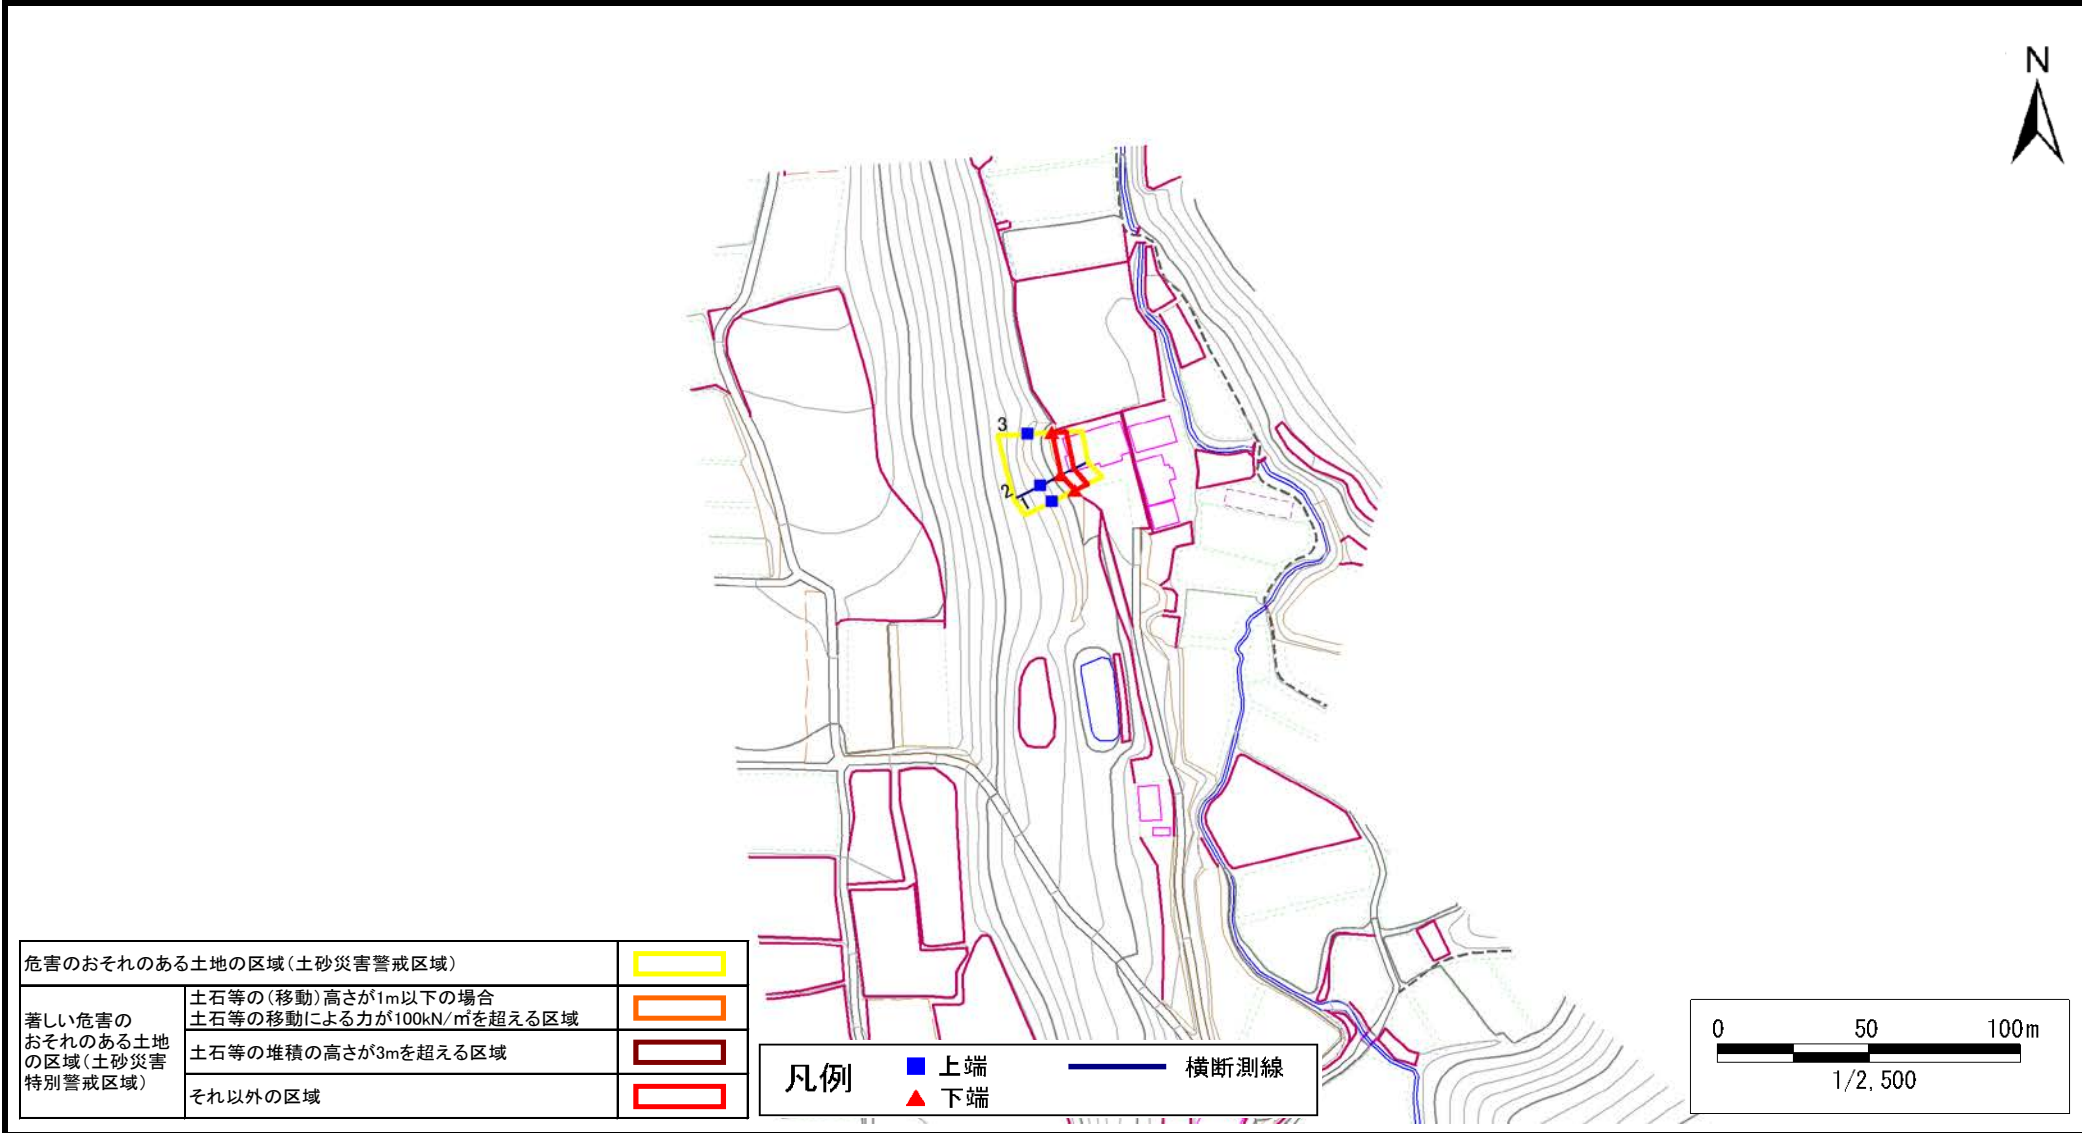 N
3
2
1
危害のおそれのある土地の区域(土砂災害警戒区域)
著しい危害の
おそれのある土地
の区域(土砂災害
特別警戒区域)
土石等の(移動)高さが1m以下の場合
土石等の移動による力が100kN/㎡を超える区域
土石等の堆積の高さが3mを超える区域
それ以外の区域
凡例
上端
下端
横断測線
0 50 100m
1/2,500